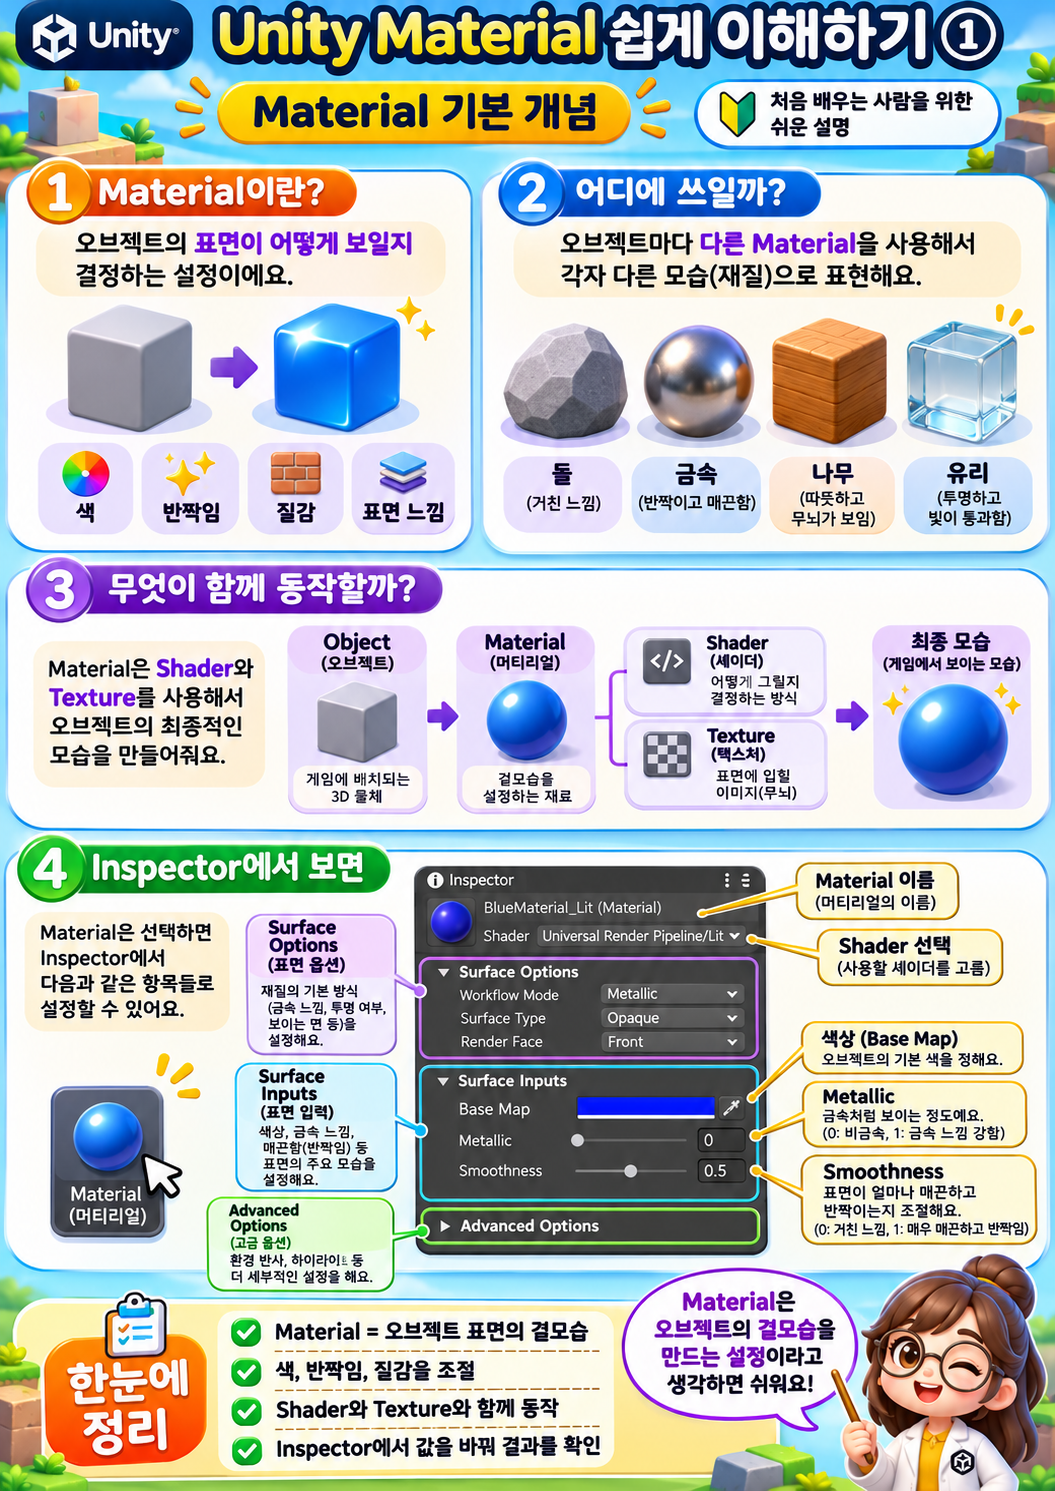 Unity
Unity Material 쉽게 이해하기 ①
Material 기본 개념
처음 배우는 사람을 위한
쉬운 설명
1 Material이란?
오브젝트의 표면이 어떻게 보일지
결정하는 설정이에요.
색
반짝임
질감
표면 느낌
2 어디에 쓰일까?
오브젝트마다 다른 Material을 사용해서
각자 다른 모습(재질)으로 표현해요.
돌
(거친 느낌)
금속
(반짝이고 매끈함)
나무
(따뜻하고
무늬가 보임)
유리
(투명하고
빛이 통과함)
3 무엇이 함께 동작할까?
Material은 Shader와
Texture를 사용해서
오브젝트의 최종적인
모습을 만들어줘요.
Object
(오브젝트)
게임에 배치되는
3D 물체
Material
(머티리얼)
겉모습을
설정하는 재료
Shader
(셰이더)
어떻게 그릴지
결정하는 방식
Texture
(택스처)
표면에 입힐
이미지(무늬)
최종 모습
(게임에서 보이는 모습)
4 Inspector에서 보면
Material은 선택하면
Inspector에서
다음과 같은 항목들로
설정할 수 있어요.
Material
(머티리얼)
Surface
Options
(표면 옵션)
재질의 기본 방식
(금속 느낌, 투명 여부,
보이는 면 등)을
설정해요.
Surface
Inputs
(표면 입력)
색상, 금속 느낌,
매끈함(반짝임) 등
표면의 주요 모습을
설정해요.
Advanced
Options
(고급 옵션)
환경 반사, 하이라이트 등
더 세부적인 설정을 해요.
Inspector
BlueMaterial_Lit (Material)
Shader Universal Render Pipeline/Lit
Surface Options
Workflow Mode Metallic
Surface Type Opaque
Render Face Front
Surface Inputs
Base Map
Metallic 0
Smoothness 0.5
Advanced Options
Material 이름
(머티리얼의 이름)
Shader 선택
(사용할 셰이더를 고름)
색상 (Base Map)
오브젝트의 기본 색을 정해요.
Metallic
금속처럼 보이는 정도예요.
(0: 비금속, 1: 금속 느낌 강함)
Smoothness
표면이 얼마나 매끈하고
반짝이는지 조절해요.
(0: 거친 느낌, 1: 매우 매끈하고 반짝임)
한눈에
정리
Material = 오브젝트 표면의 겉모습
색, 반짝임, 질감을 조절
Shader와 Texture와 함께 동작
Inspector에서 값을 바꿔 결과를 확인
Material은
오브젝트의 겉모습을
만드는 설정이라고
생각하면 쉬워요!